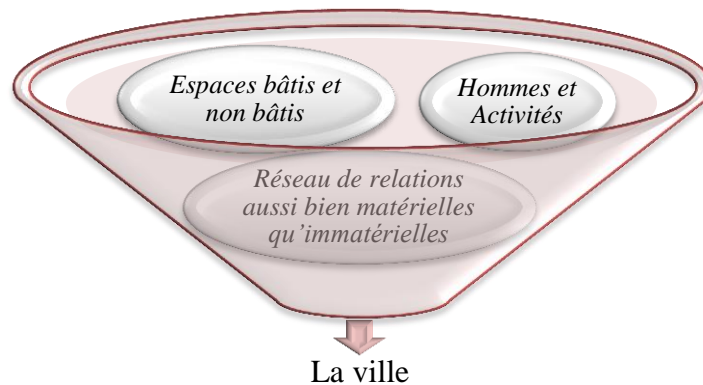 Espaces bâtis et
non bâtis
Hommes et
Activités
Réseau de relations
aussi bien matérielles
qu'immatérielles
La ville